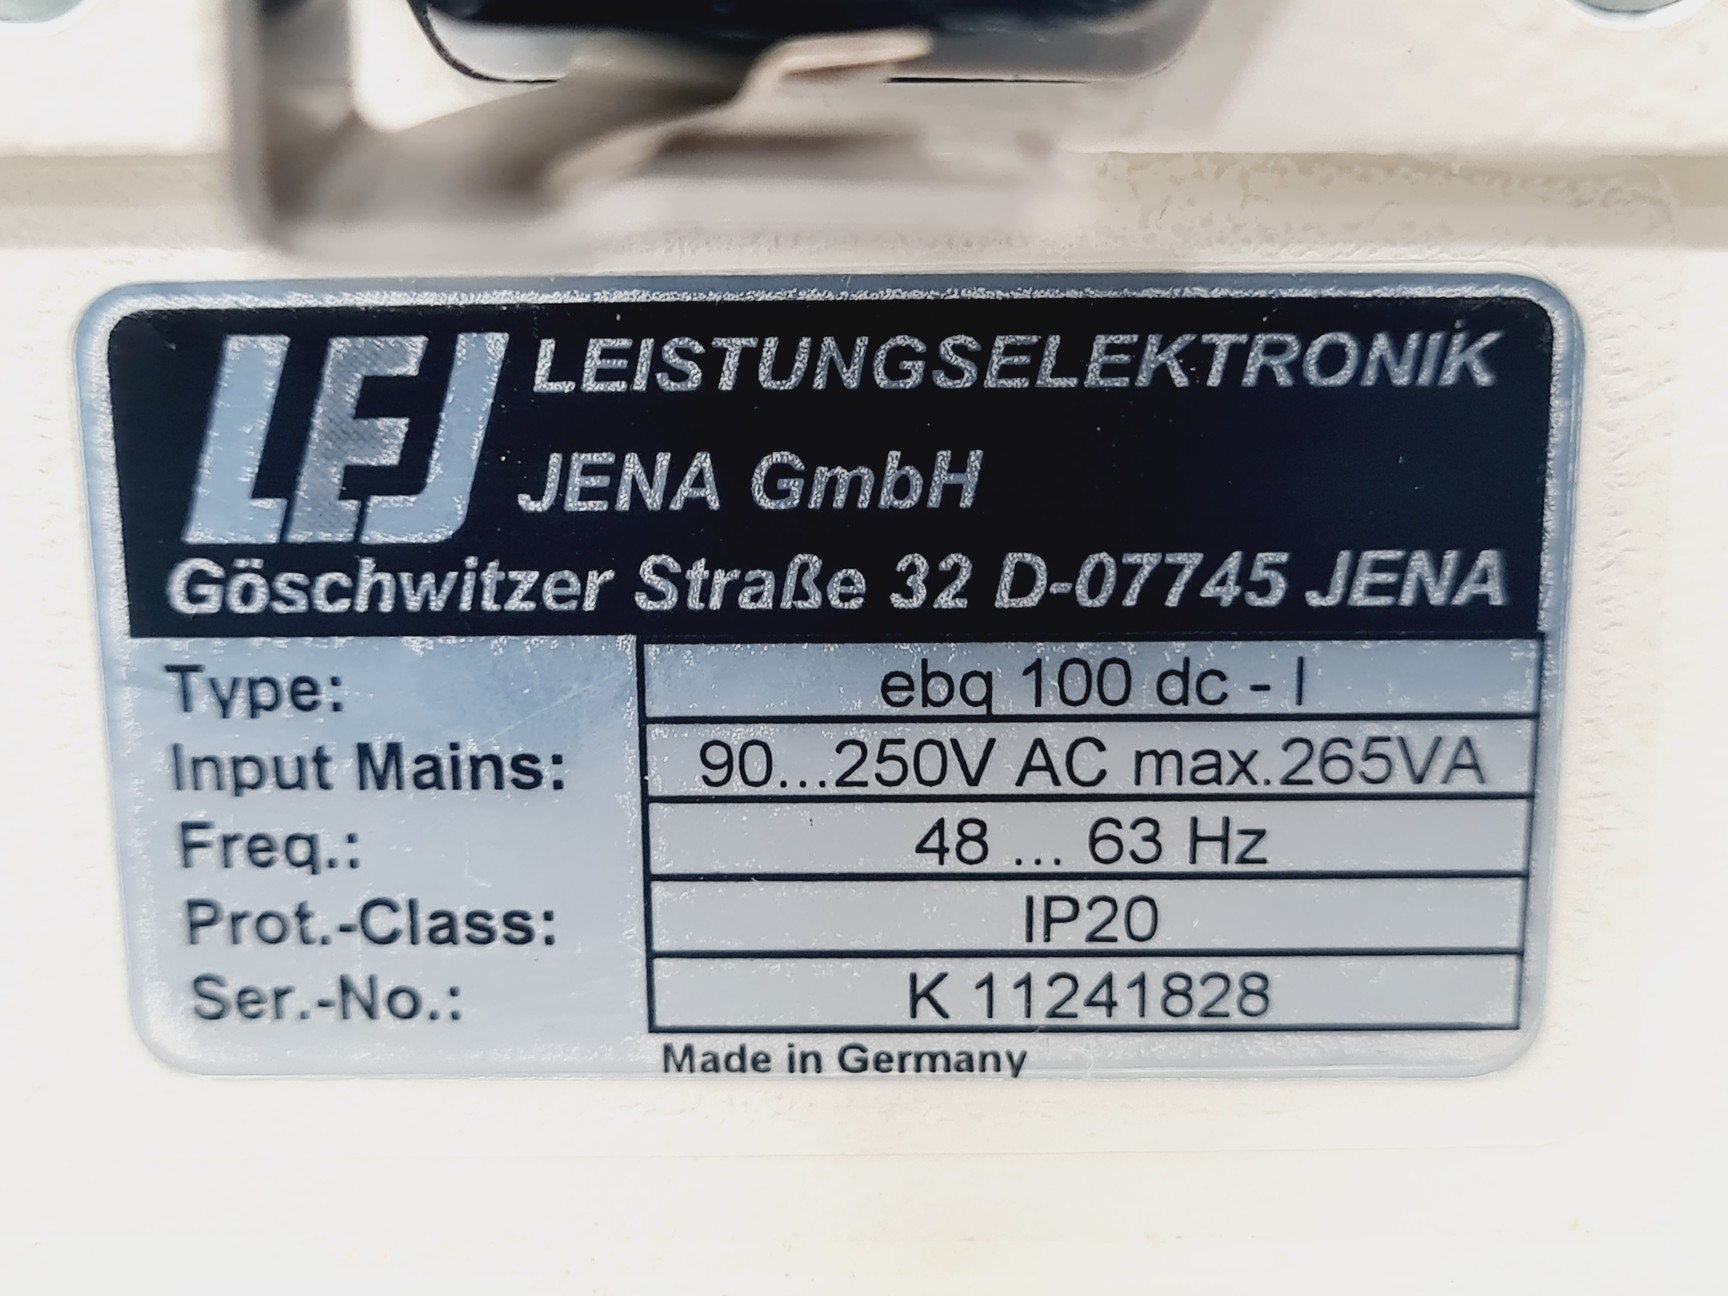 LEJ LEISTUNGSELEKTRONIK
JENA GmbH
Göschwitzer Straße 32 D-07745 JENA
Type: ebq 100 dc - I
Input Mains: 90...250V AC max.265VA
Freq.: 48 ... 63 Hz
Prot.-Class: IP20
Ser.-No.: K 11241828
Made in Germany